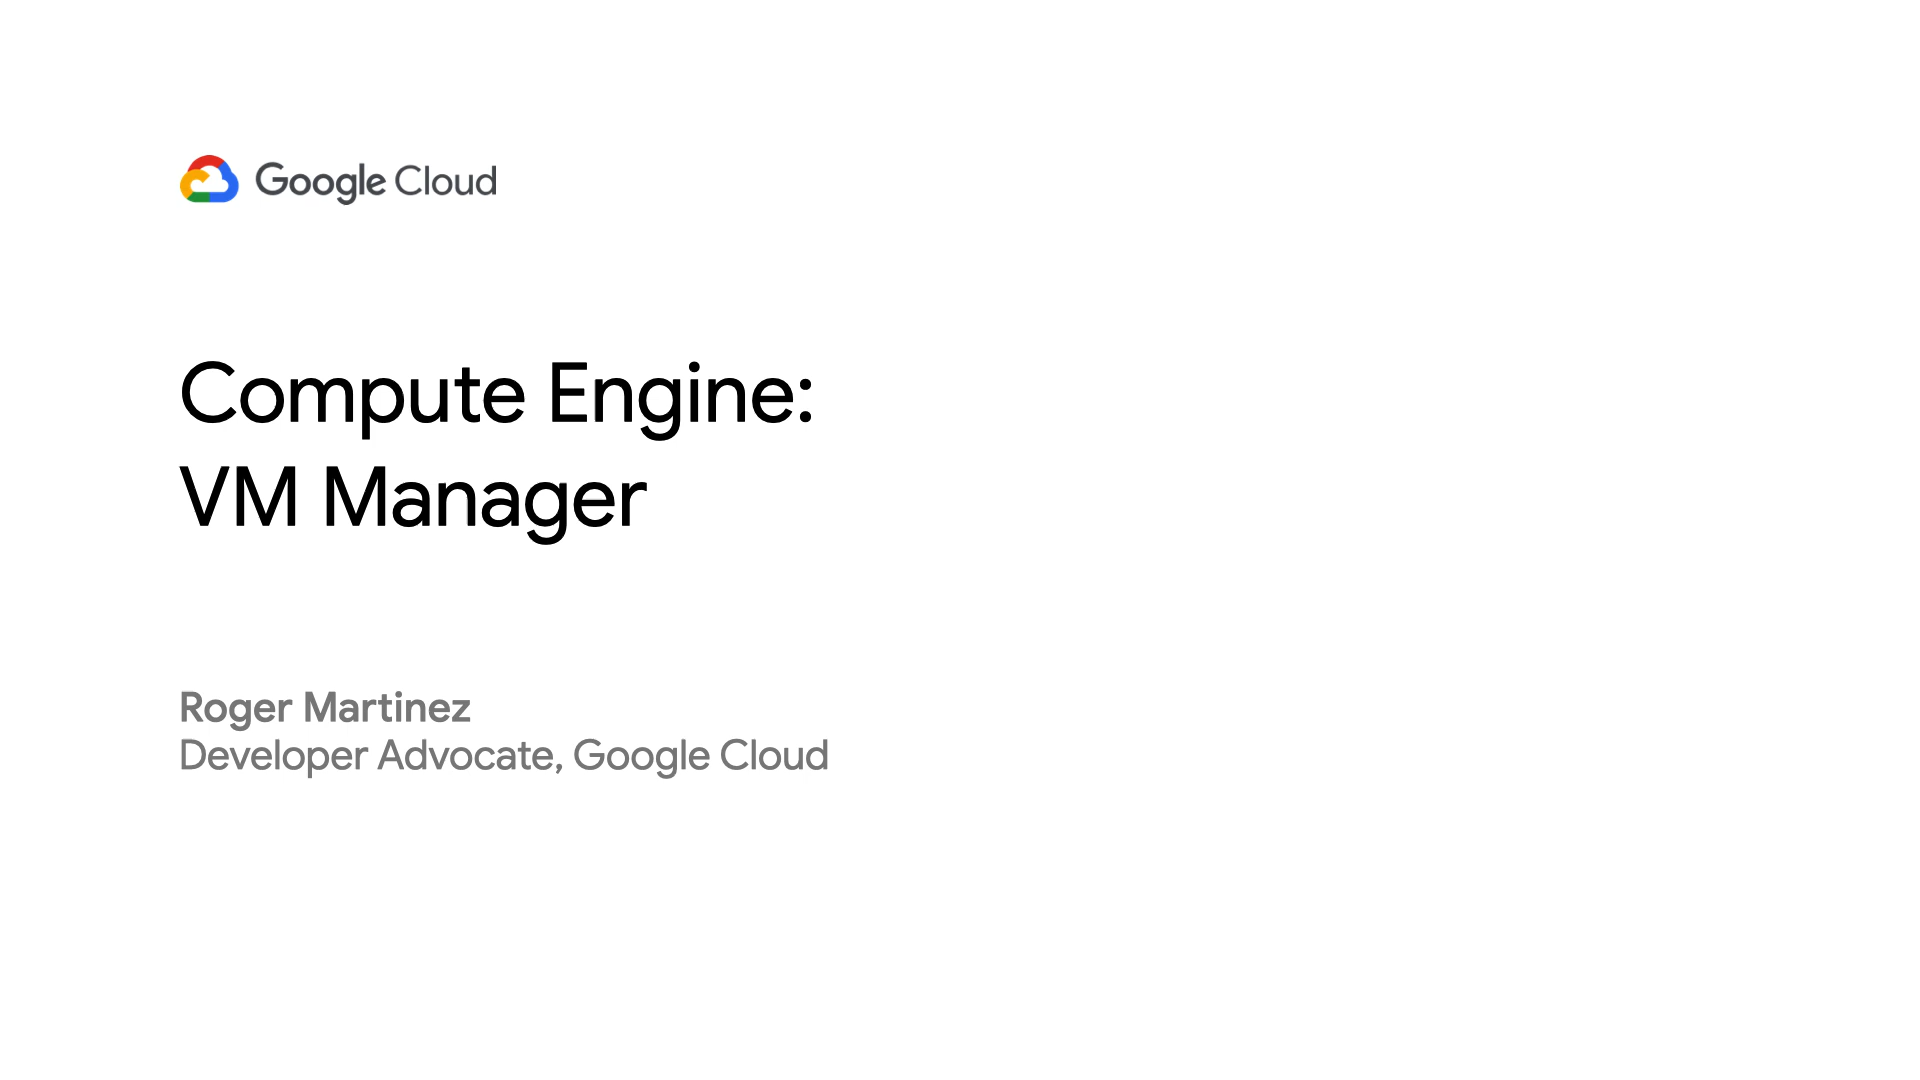 Google Cloud
Compute Engine:
VM Manager
Roger Martinez
Developer Advocate, Google Cloud